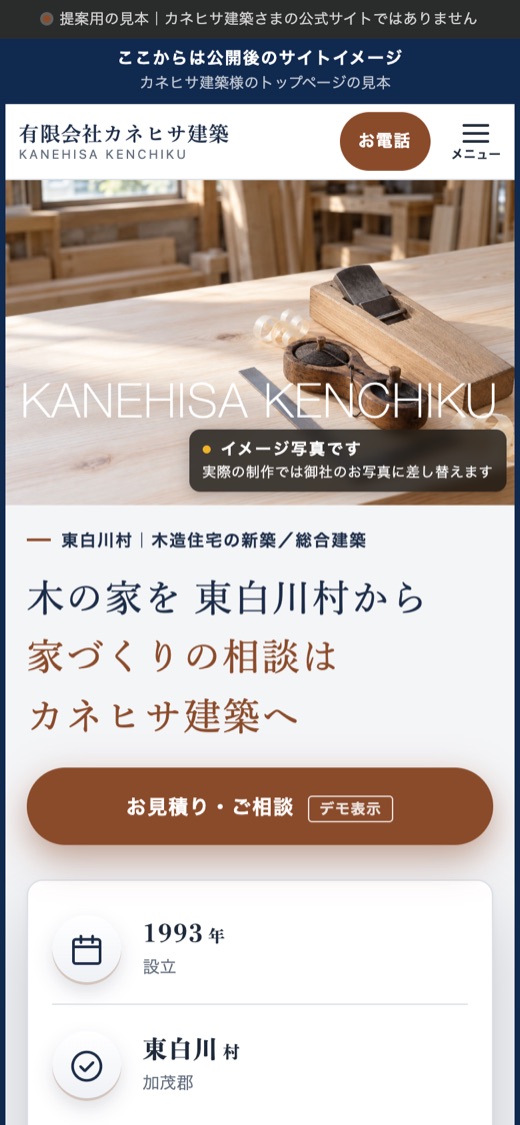 提案用の見本｜カネヒサ建築さまの公式サイトではありません
ここからは公開後のサイトイメージ
カネヒサ建築様のトップページの見本
有限会社カネヒサ建築
KANEHISA KENCHIKU
お電話
メニュー
KANEHISA KENCHIKU
イメージ写真です
実際の制作では御社のお写真に差し替えます
東白川村｜木造住宅の新築／総合建築
木の家を 東白川村から
家づくりの相談は
カネヒサ建築へ
お見積り・ご相談 デモ表示
1993 年
設立
東白川 村
加茂郡